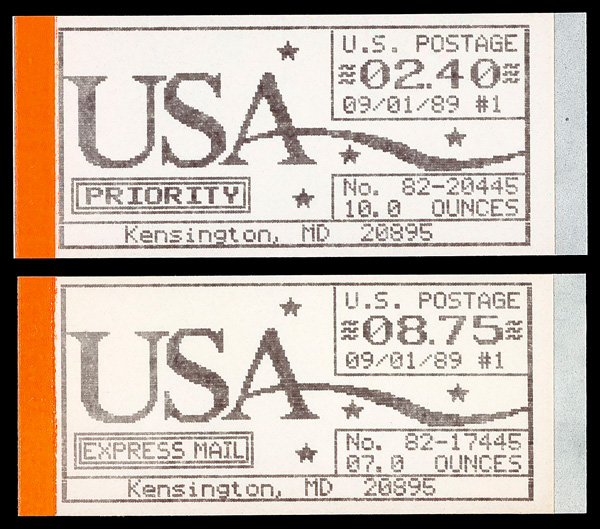 USA
U.S. POSTAGE
≈02.40≈
09/01/89 #1
PRIORITY
No. 82-20445
10.0 OUNCES
Kensington, MD 20895
USA
U.S. POSTAGE
≈08.75≈
09/01/89 #1
EXPRESS MAIL
No. 82-17445
07.0 OUNCES
Kensington, MD 20895